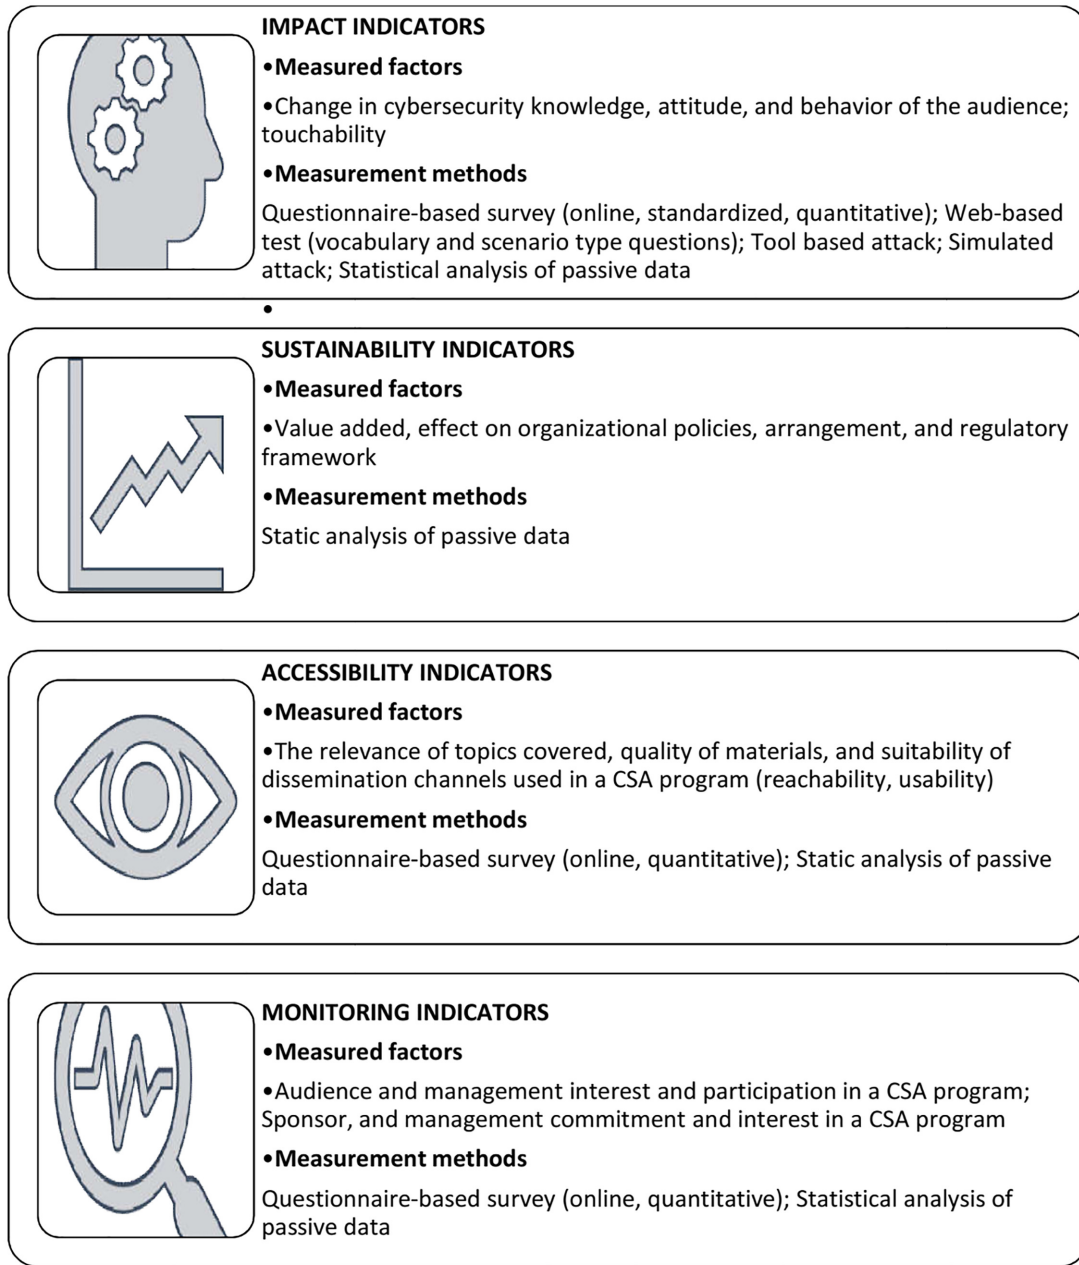 IMPACT INDICATORS
•Measured factors
•Change in cybersecurity knowledge, attitude, and behavior of the audience;
touchability
•Measurement methods
Questionnaire-based survey (online, standardized, quantitative); Web-based
test (vocabulary and scenario type questions); Tool based attack; Simulated
attack; Statistical analysis of passive data
•
SUSTAINABILITY INDICATORS
•Measured factors
•Value added, effect on organizational policies, arrangement, and regulatory
framework
•Measurement methods
Static analysis of passive data
ACCESSIBILITY INDICATORS
•Measured factors
•The relevance of topics covered, quality of materials, and suitability of
dissemination channels used in a CSA program (reachability, usability)
•Measurement methods
Questionnaire-based survey (online, quantitative); Static analysis of passive
data
MONITORING INDICATORS
•Measured factors
•Audience and management interest and participation in a CSA program;
Sponsor, and management commitment and interest in a CSA program
•Measurement methods
Questionnaire-based survey (online, quantitative); Statistical analysis of
passive data